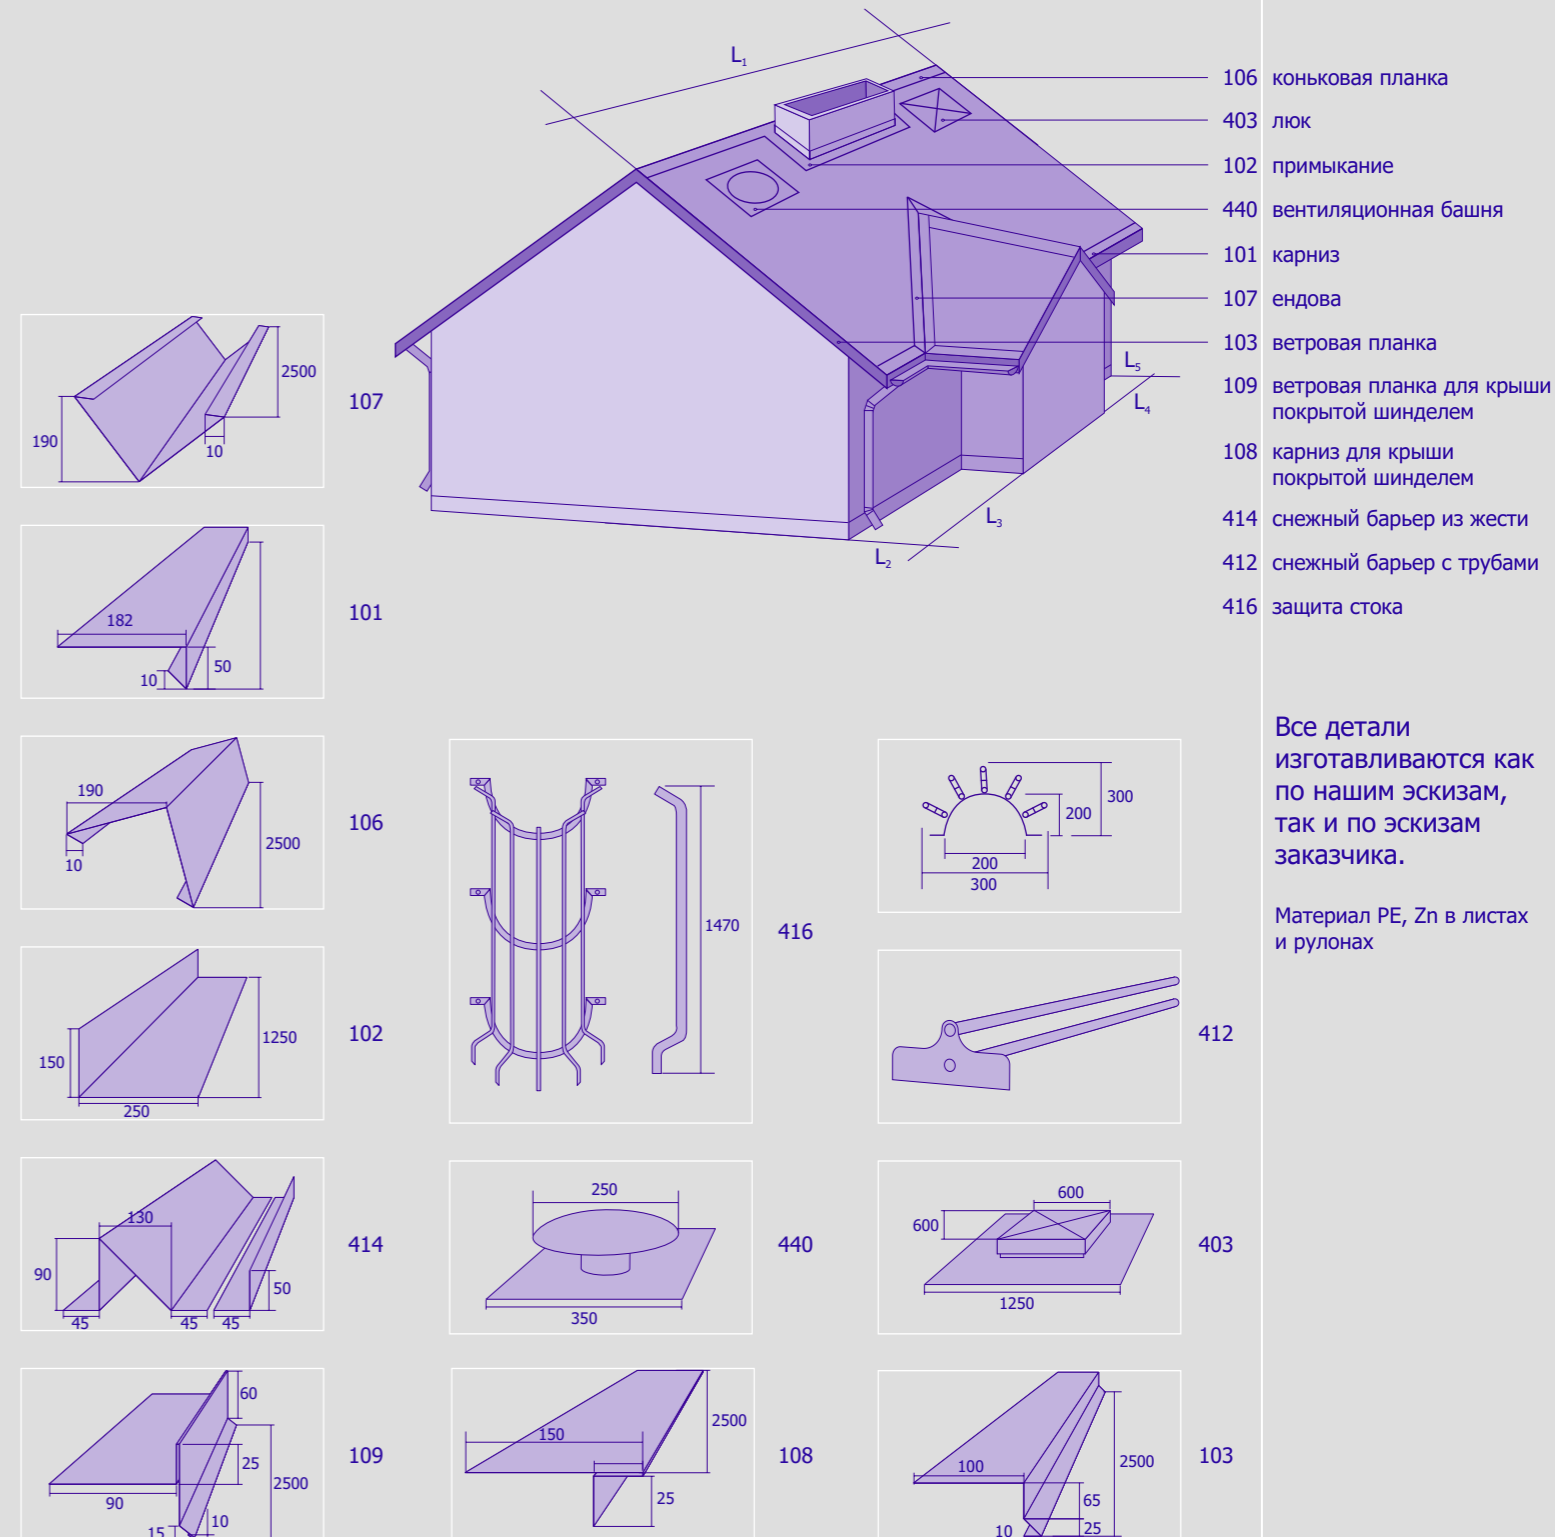 L₁
106 коньковая планка
403 люк
102 примыкание
440 вентиляционная башня
101 карниз
107 ендова
103 ветровая планка
109 ветровая планка для крыши
покрытой шинделем
108 карниз для крыши
покрытой шинделем
414 снежный барьер из жести
412 снежный барьер с трубами
416 защита стока
L₅
L₄
L₃
L₂
2500
190
10
107
182
50
10
101
190
10
2500
106
150
250
1250
102
130
90
45
45
45
50
414
60
25
2500
90
10
15
109
1470
416
250
350
440
150
2500
25
108
300
200
200
300
412
600
600
1250
403
100
2500
65
25
10
103
Все детали
изготавливаются как
по нашим эскизам,
так и по эскизам
заказчика.
Материал PE, Zn в листах
и рулонах